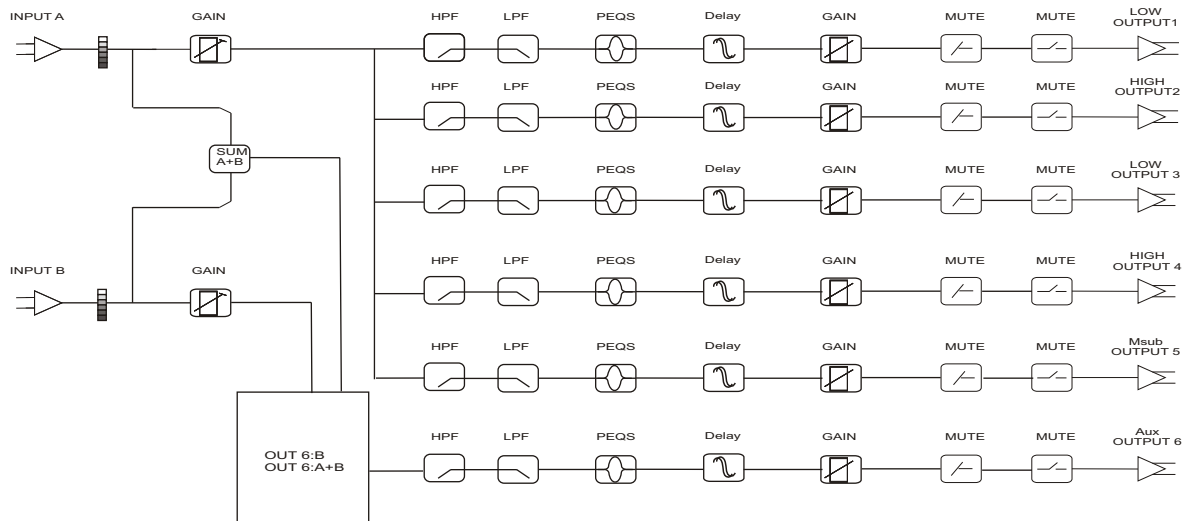 INPUT A
GAIN
HPF LPF PEQS Delay GAIN MUTE MUTE LOW
OUTPUT1
HPF LPF PEQS Delay GAIN MUTE MUTE HIGH
OUTPUT2
SUM
A+B
HPF LPF PEQS Delay GAIN MUTE MUTE LOW
OUTPUT 3
INPUT B
GAIN
HPF LPF PEQS Delay GAIN MUTE MUTE HIGH
OUTPUT 4
HPF LPF PEQS Delay GAIN MUTE MUTE Msub
OUTPUT 5
OUT 6:B
OUT 6:A+B
HPF LPF PEQS Delay GAIN MUTE MUTE Aux
OUTPUT 6